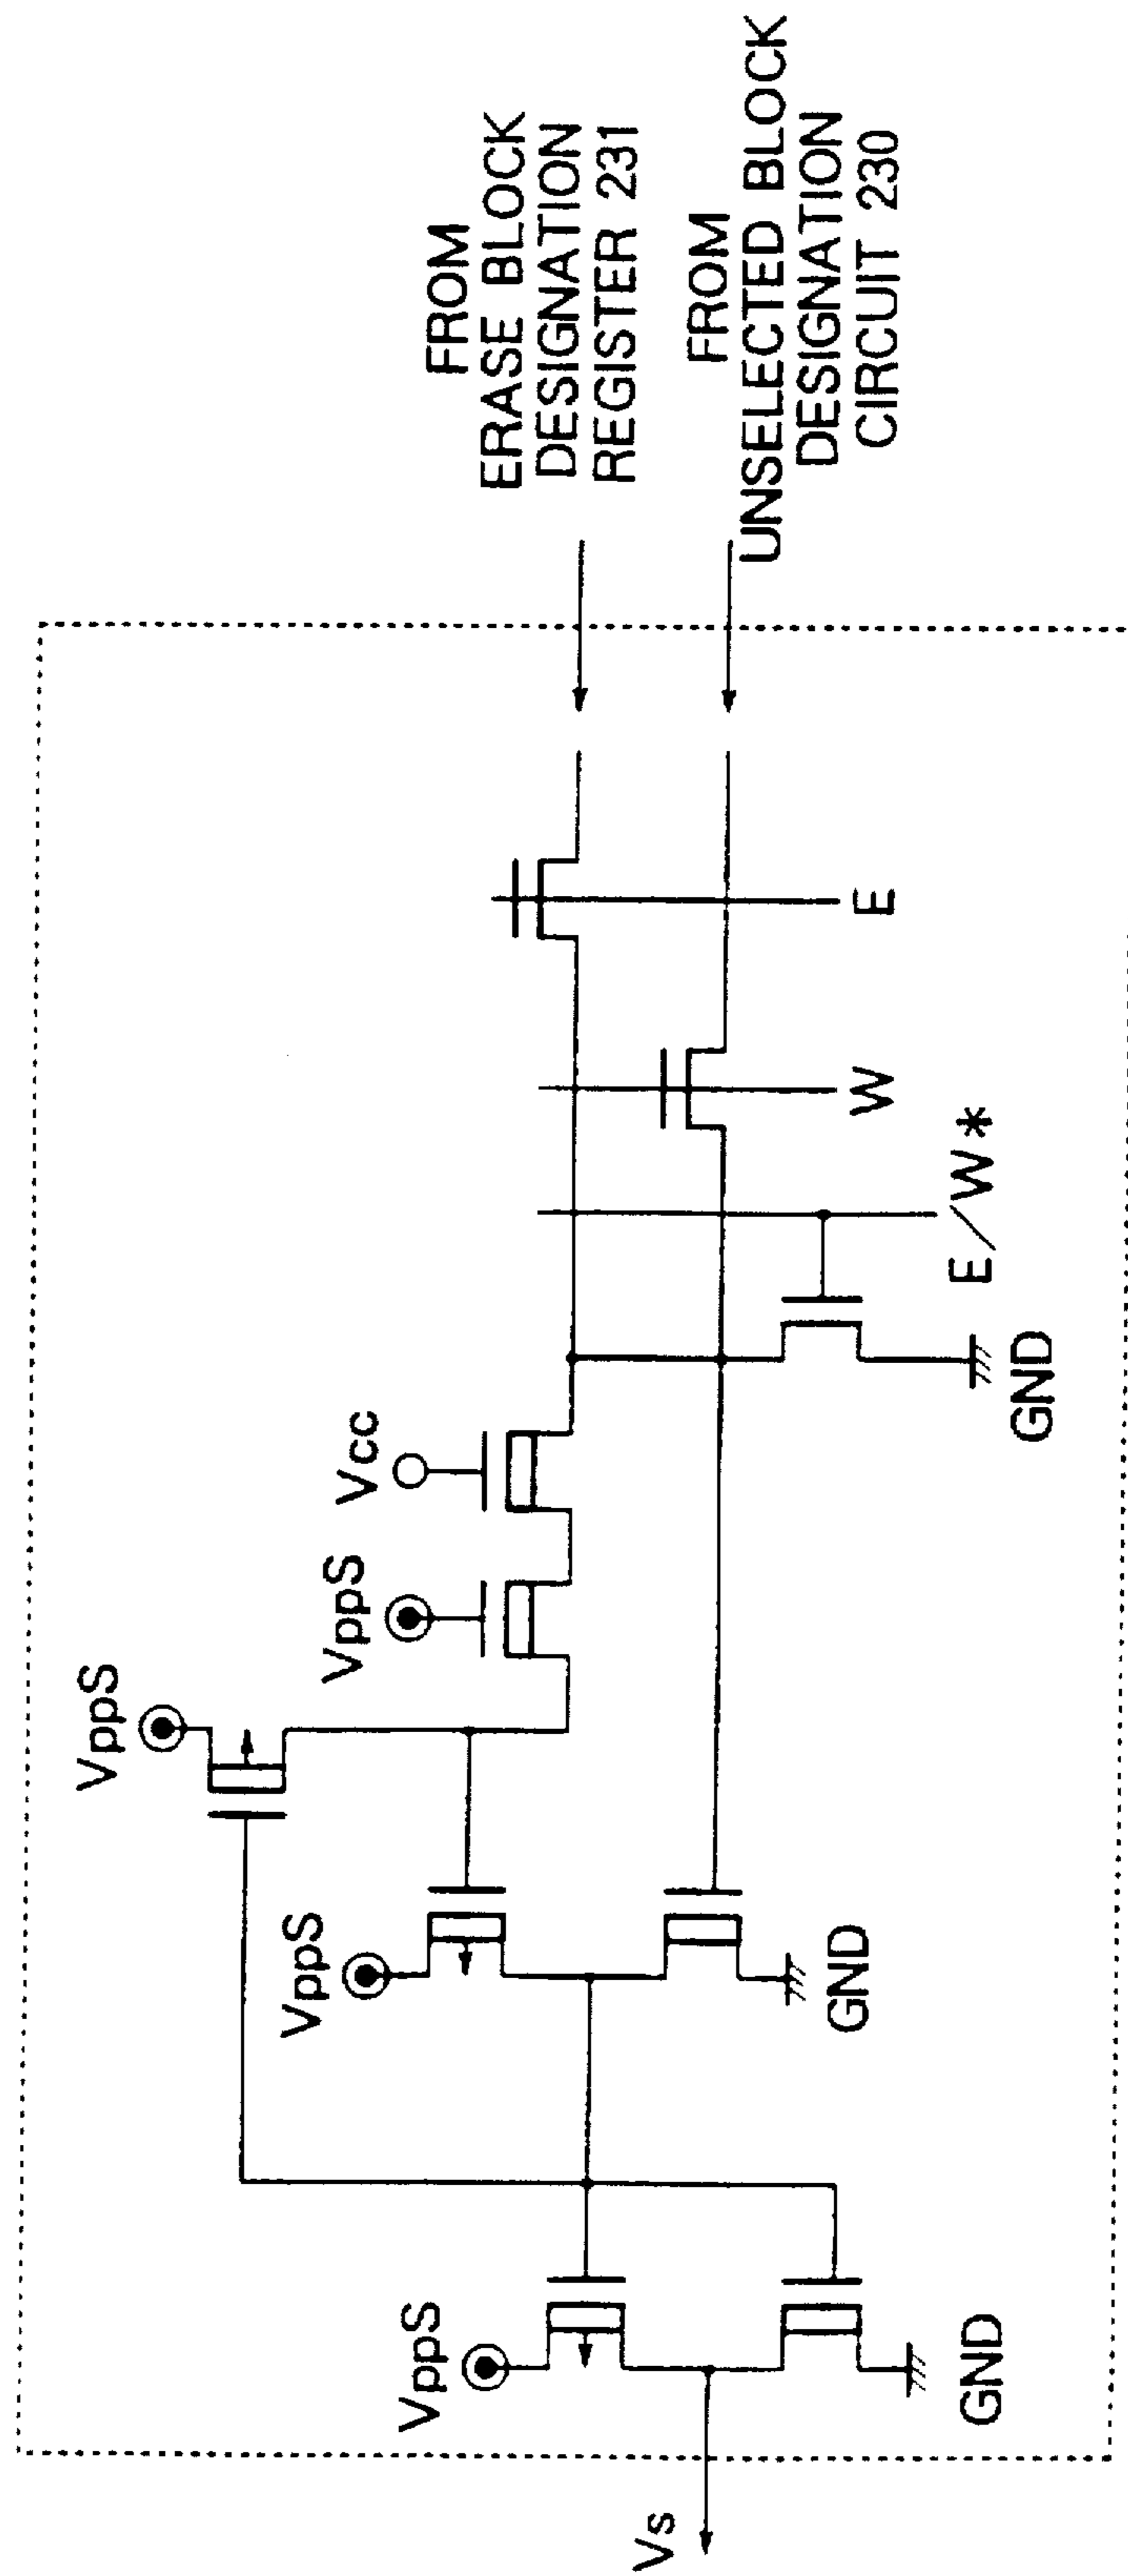 FROM
ERASE BLOCK
DESIGNATION
REGISTER 231
FROM
UNSELECTED BLOCK
DESIGNATION
CIRCUIT 230
VppS
VppS
Vcc
VppS
VppS
E
W
E/W*
GND
GND
GND
Vs